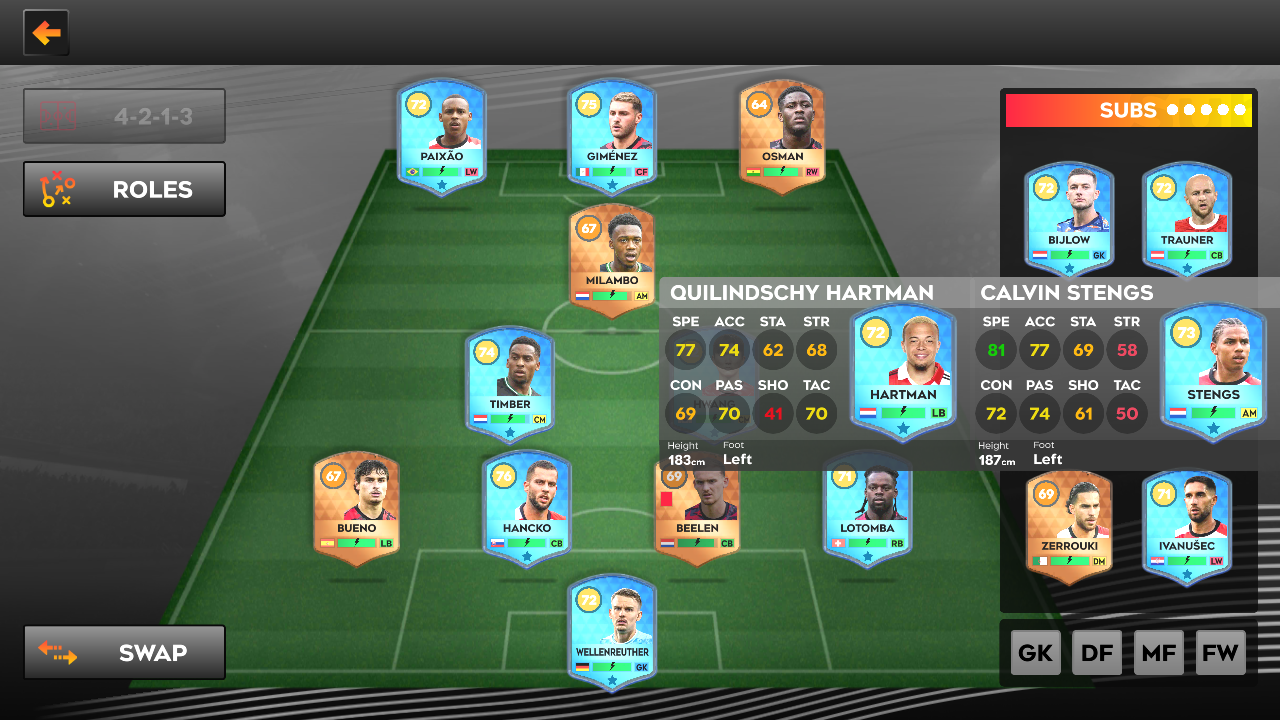 4-2-1-3
ROLES
SUBS
72
PAIXÃO
LW
75
GIMÉNEZ
CF
64
OSMAN
RW
67
MILAMBO
AM
72
BIJLOW
GK
72
TRAUNER
CB
QUILINDSCHY HARTMAN
SPE ACC STA STR
77 74 62 68
CON PAS SHO TAC
69 70 41 70
Height Foot
183cm Left
72
HARTMAN
LB
CALVIN STENGS
SPE ACC STA STR
81 77 69 58
CON PAS SHO TAC
72 74 61 50
Height Foot
187cm Left
73
STENGS
AM
74
TIMBER
CM
HWANG
67
BUENO
LB
76
HANCKO
CB
69
BEELEN
CB
71
LOTOMBA
RB
69
ZERROUKI
DM
71
IVANUŠEC
LW
72
WELLENREUTHER
GK
SWAP
GK DF MF FW